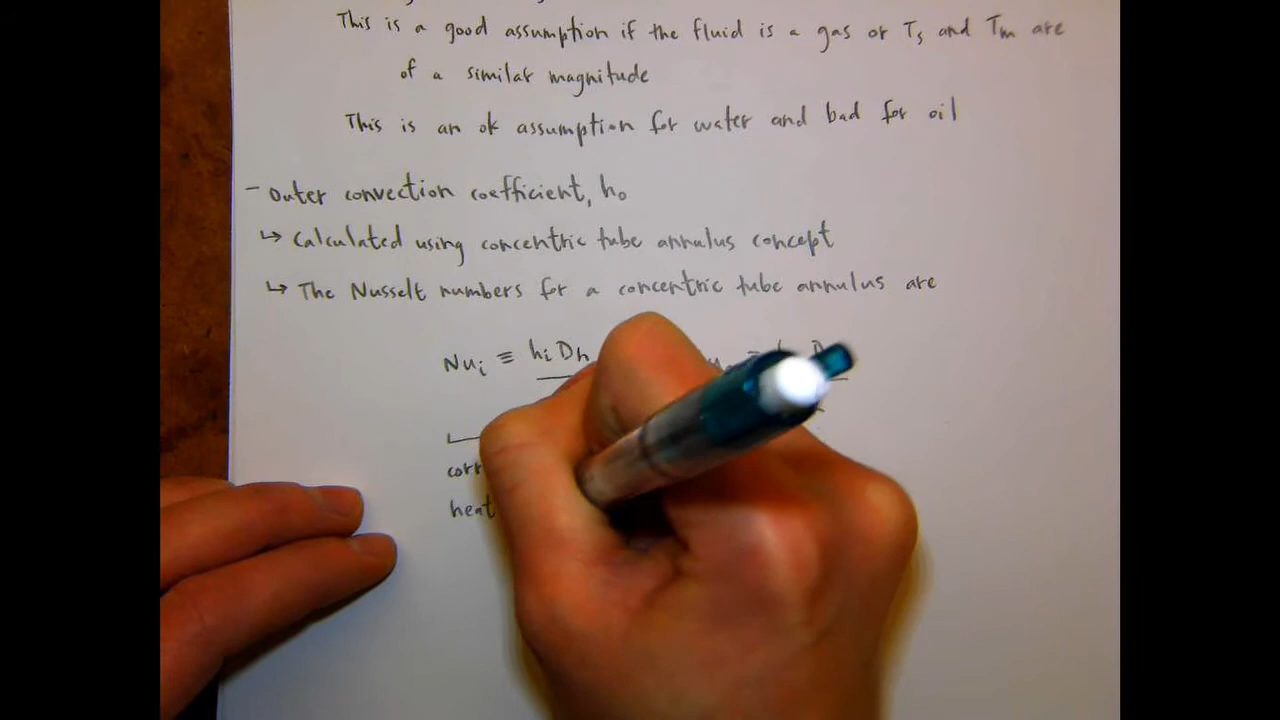 This is a good assumption if the fluid is a gas or Ts and Tm are
of a similar magnitude
This is an ok assumption for water and bad for oil
- Outer convection coefficient, ho
↳ Calculated using concentric tube annulus concept
↳ The Nusselt numbers for a concentric tube annulus are
Nui ≡ hi Dh
heat